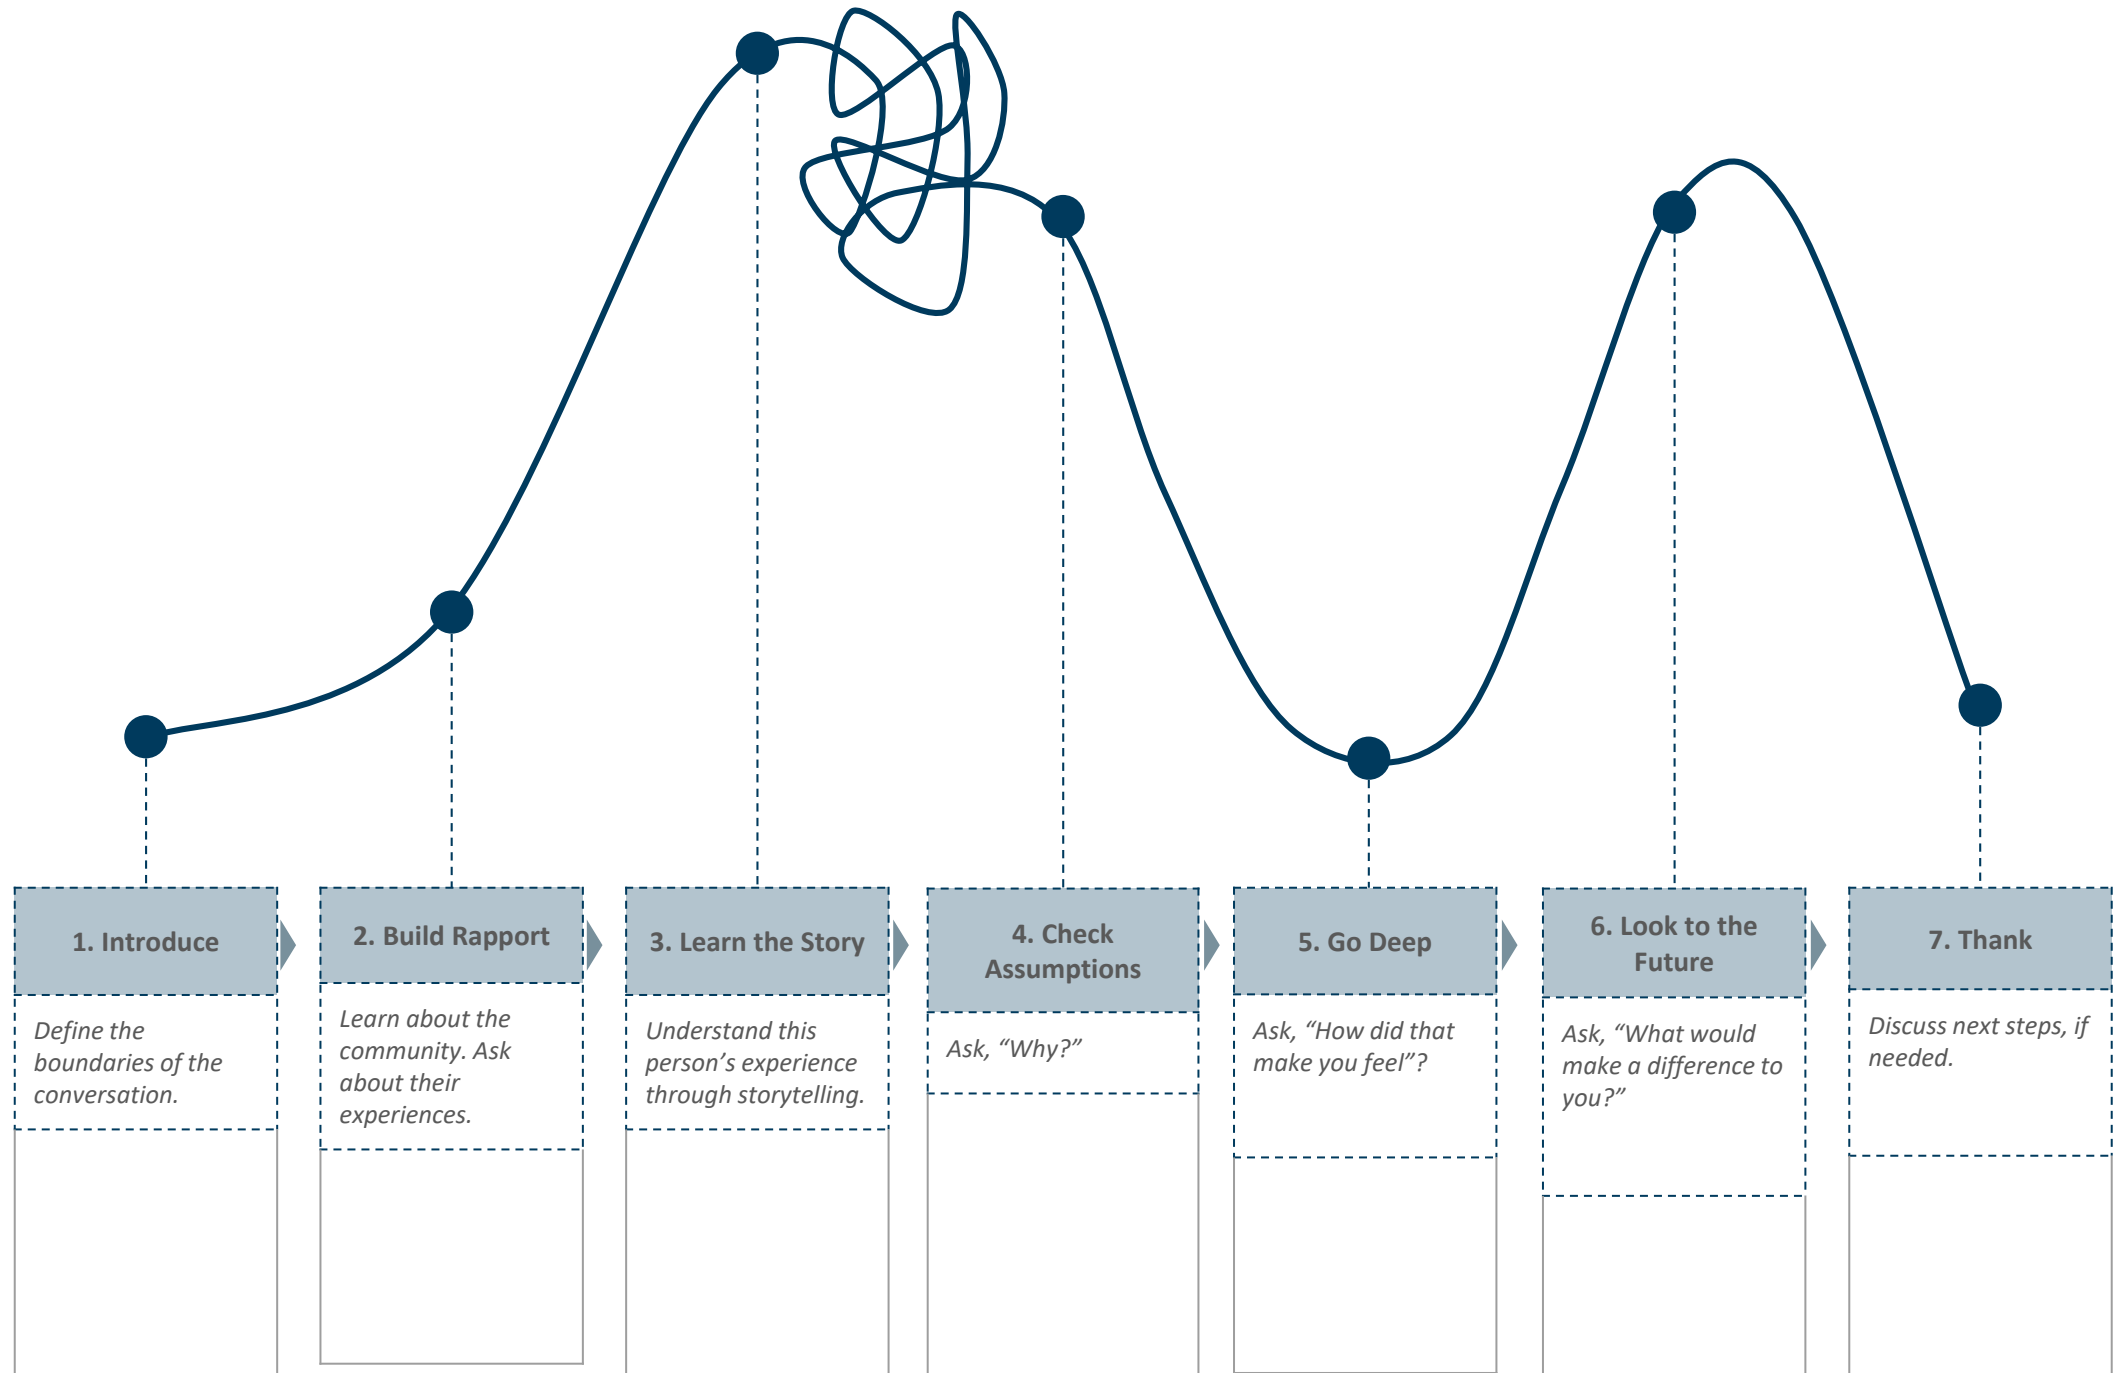 1. Introduce
Define the
boundaries of the
conversation.
2. Build Rapport
Learn about the
community. Ask
about their
experiences.
3. Learn the Story
Understand this
person’s experience
through storytelling.
4. Check
Assumptions
Ask, “Why?”
5. Go Deep
Ask, “How did that
make you feel”?
6. Look to the
Future
Ask, “What would
make a difference to
you?”
7. Thank
Discuss next steps, if
needed.